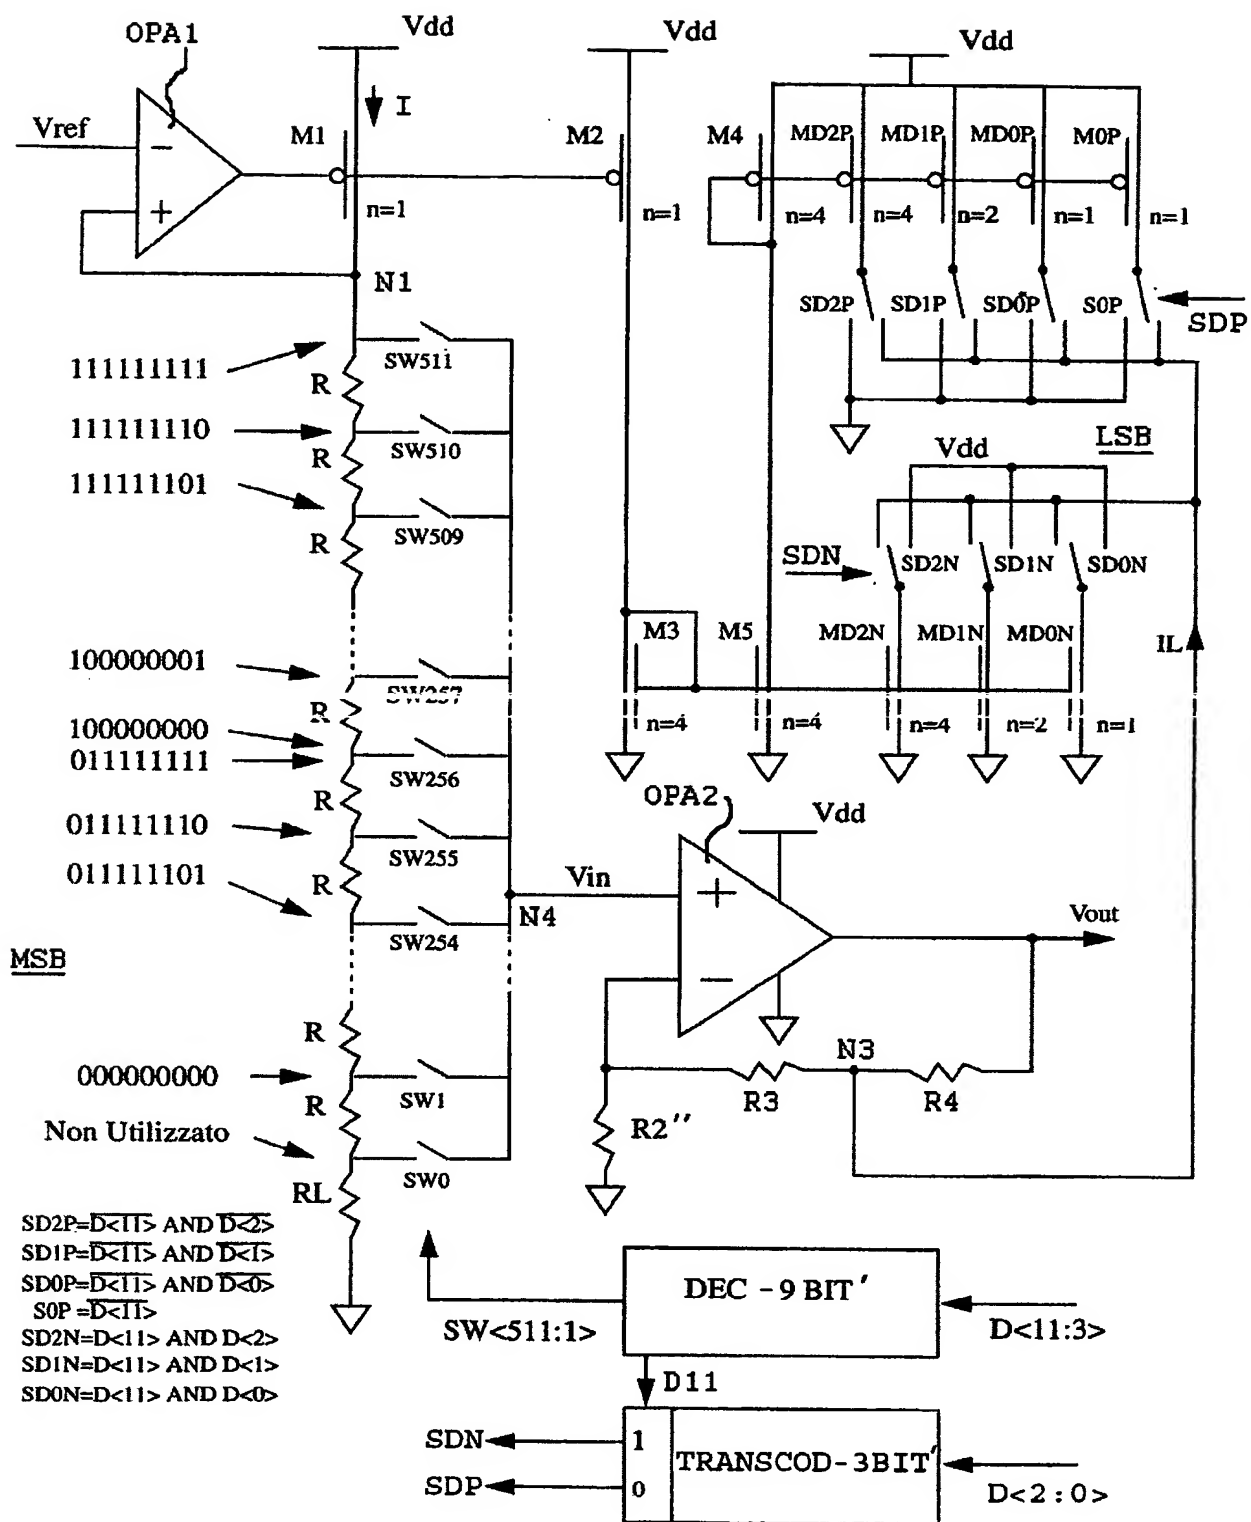 OPA1
Vdd
Vdd
Vdd
I
Vref
M1
M2
M4
MD2P
MD1P
MD0P
M0P
n=1
n=1
n=4
n=4
n=2
n=1
n=1
N1
SD2P
SD1P
SD0P
S0P
SDP
SW511
111111111
R
111111110
SW510
R
111111101
SW509
R
Vdd
LSB
SDN
SD2N
SD1N
SD0N
M3
M5
MD2N
MD1N
MD0N
IL
100000001
SW257
R
n=4
n=4
n=4
n=2
n=1
100000000
011111111
SW256
R
OPA2
Vdd
011111110
SW255
011111101
R
Vin
N4
SW254
Vout
MSB
R
N3
000000000
SW1
R3
R4
R
R2''
Non Utilizzato
SW0
RL
SD2P=D<11> AND D<2>
SD1P=D<11> AND D<1>
SD0P=D<11> AND D<0>
S0P =D<11>
SD2N=D<11> AND D<2>
SD1N=D<11> AND D<1>
SD0N=D<11> AND D<0>
DEC -9 BIT'
SW<511:1>
D<11:3>
D11
SDN
1
TRANSCOD-3BIT'
SDP
0
D<2:0>